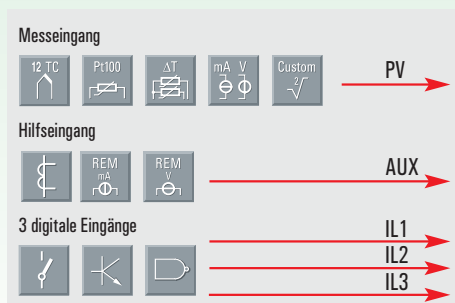 Messeingang
12 TC
Pt100
ΔT
mA V
Custom
PV
Hilfseingang
REM
mA
REM
V
AUX
3 digitale Eingänge
IL1
IL2
IL3